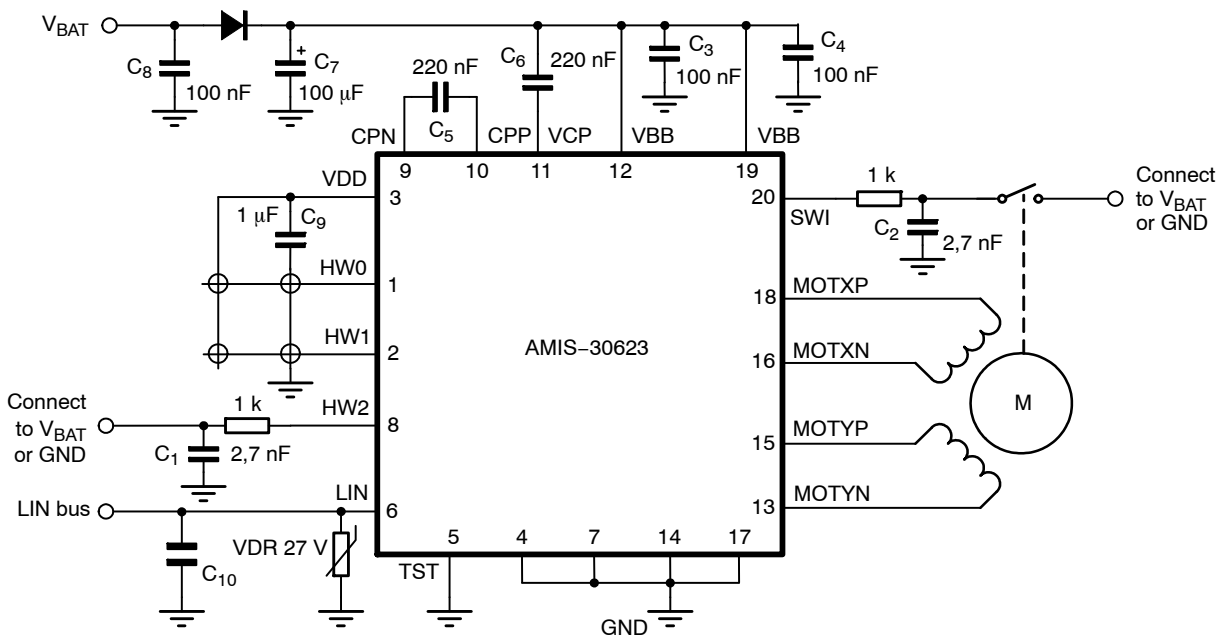 V_BAT
C8
100 nF
+
C7
100 μF
220 nF
C5
C6
220 nF
C3
100 nF
C4
100 nF
CPN
CPP
VCP
VBB
VBB
9
10
11
12
19
VDD
3
1 μF
C9
HW0
1
HW1
2
Connect
to V_BAT
or GND
1 k
HW2
8
C1
2,7 nF
LIN bus
LIN
6
C10
VDR 27 V
AMIS–30623
20
SWI
1 k
C2
2,7 nF
Connect
to V_BAT
or GND
18
MOTXP
16
MOTXN
M
15
MOTYP
13
MOTYN
5
4
7
14
17
TST
GND